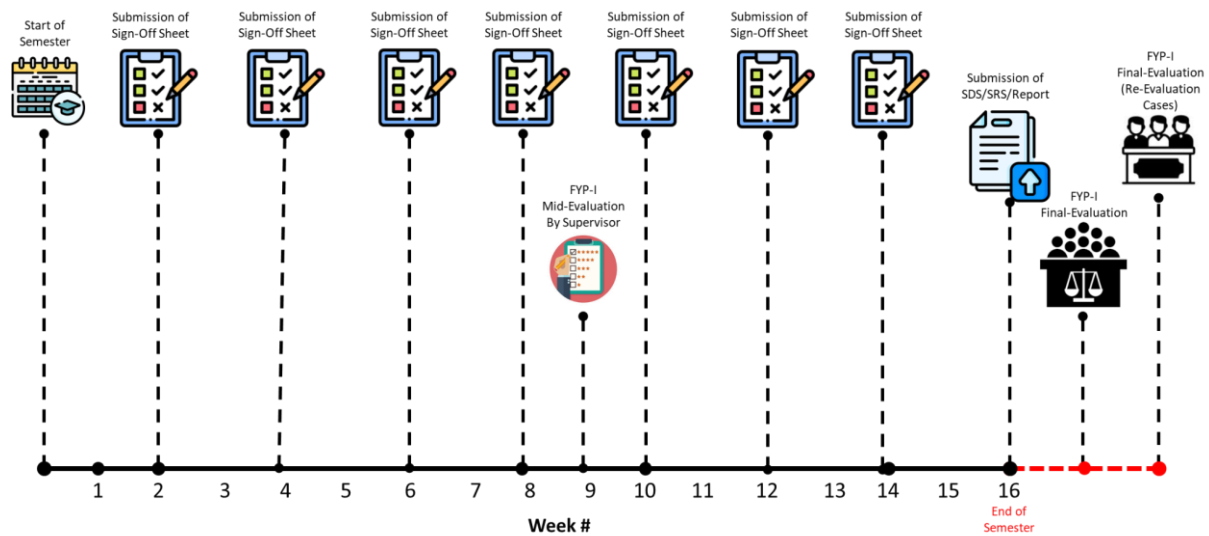 Start of
Semester
Submission of
Sign-Off Sheet
Submission of
Sign-Off Sheet
Submission of
Sign-Off Sheet
Submission of
Sign-Off Sheet
Submission of
Sign-Off Sheet
Submission of
Sign-Off Sheet
Submission of
Sign-Off Sheet
Submission of
SDS/SRS/Report
FYP-I
Final-Evaluation
(Re-Evaluation
Cases)
FYP-I
Mid-Evaluation
By Supervisor
FYP-I
Final-Evaluation
1 2 3 4 5 6 7 8 9 10 11 12 13 14 15 16
End of
Semester
Week #